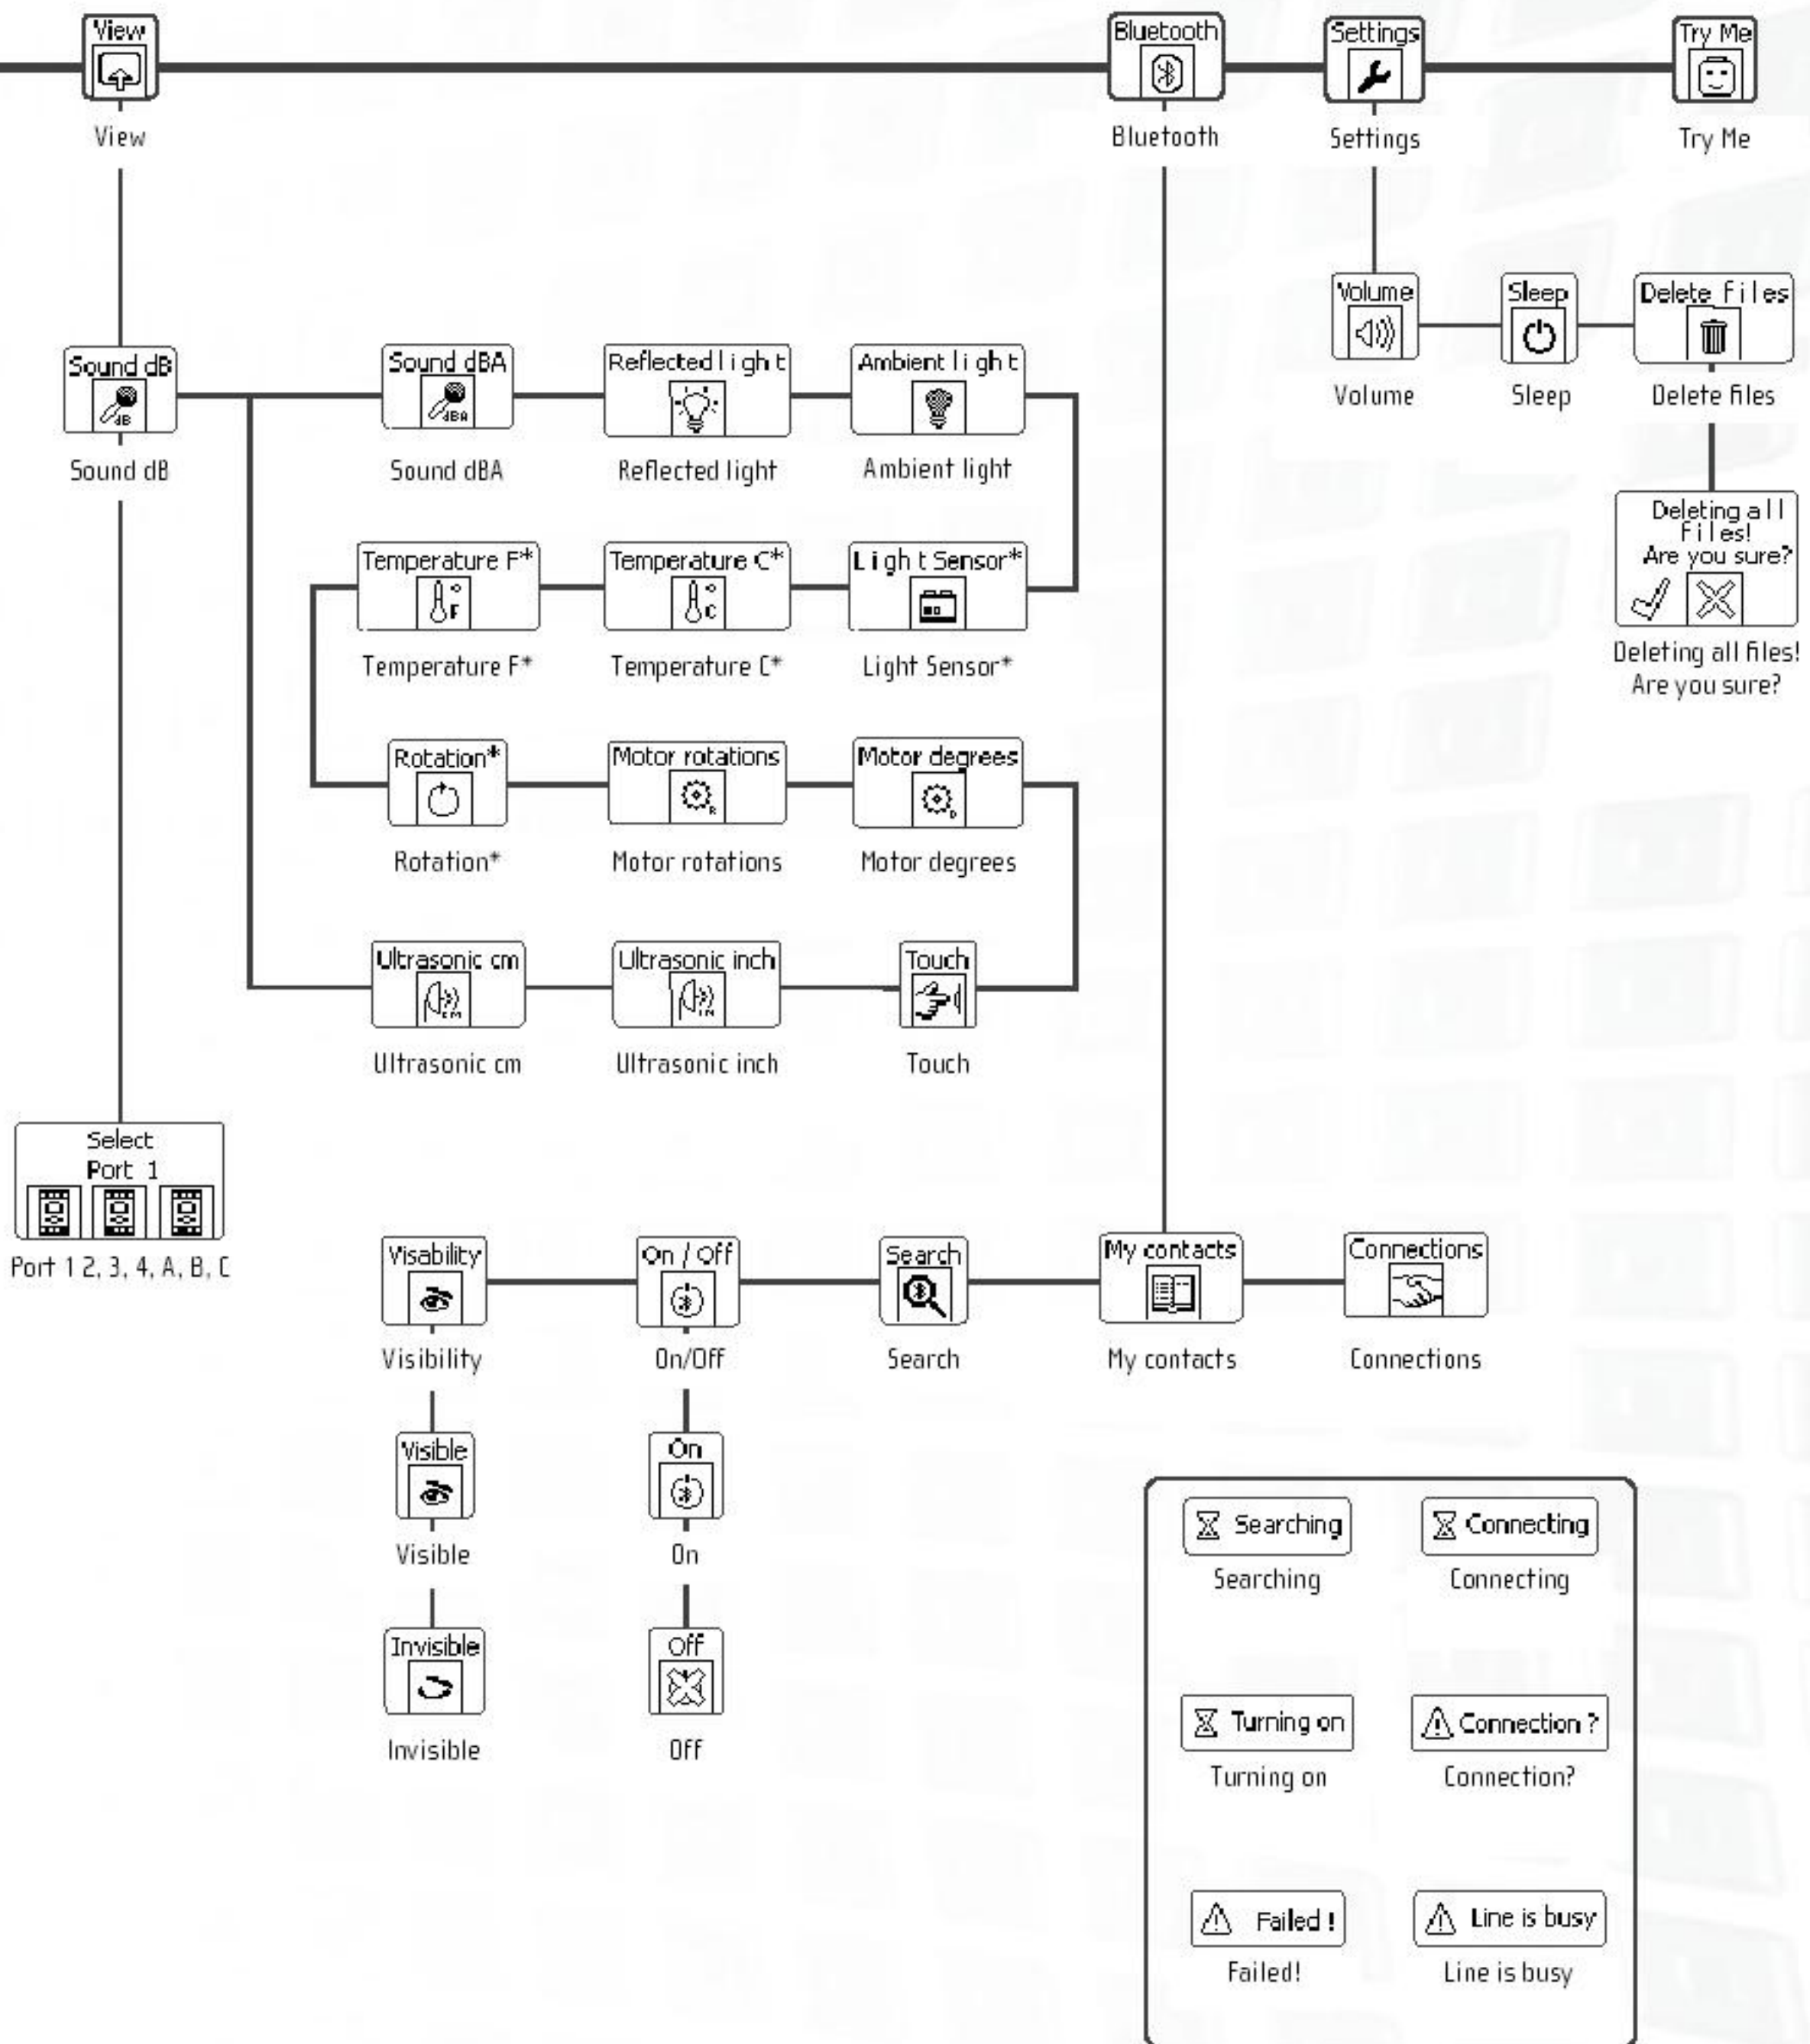 View
Bluetooth
Settings
Try Me
View
Bluetooth
Settings
Try Me
Volume
Sleep
Delete files
Volume
Sleep
Delete files
Sound dB
Sound dBA
Reflected light
Ambient light
dB
dBA
Sound dB
Sound dBA
Reflected light
Ambient light
Deleting all
files!
Are you sure?
Deleting all files!
Are you sure?
Temperature F*
Temperature C*
Light Sensor*
F
C
Temperature F*
Temperature C*
Light Sensor*
Rotation*
Motor rotations
Motor degrees
R
D
Rotation*
Motor rotations
Motor degrees
Ultrasonic cm
Ultrasonic inch
Touch
CM
IN
Ultrasonic cm
Ultrasonic inch
Touch
Select
Port 1
Port 1 2, 3, 4, A, B, C
Visability
On / Off
Search
My contacts
Connections
Visibility
On/Off
Search
My contacts
Connections
Visible
On
Visible
On
Invisible
Off
Invisible
Off
Searching
Connecting
Searching
Connecting
Turning on
Connection ?
Turning on
Connection?
Failed !
Line is busy
Failed!
Line is busy